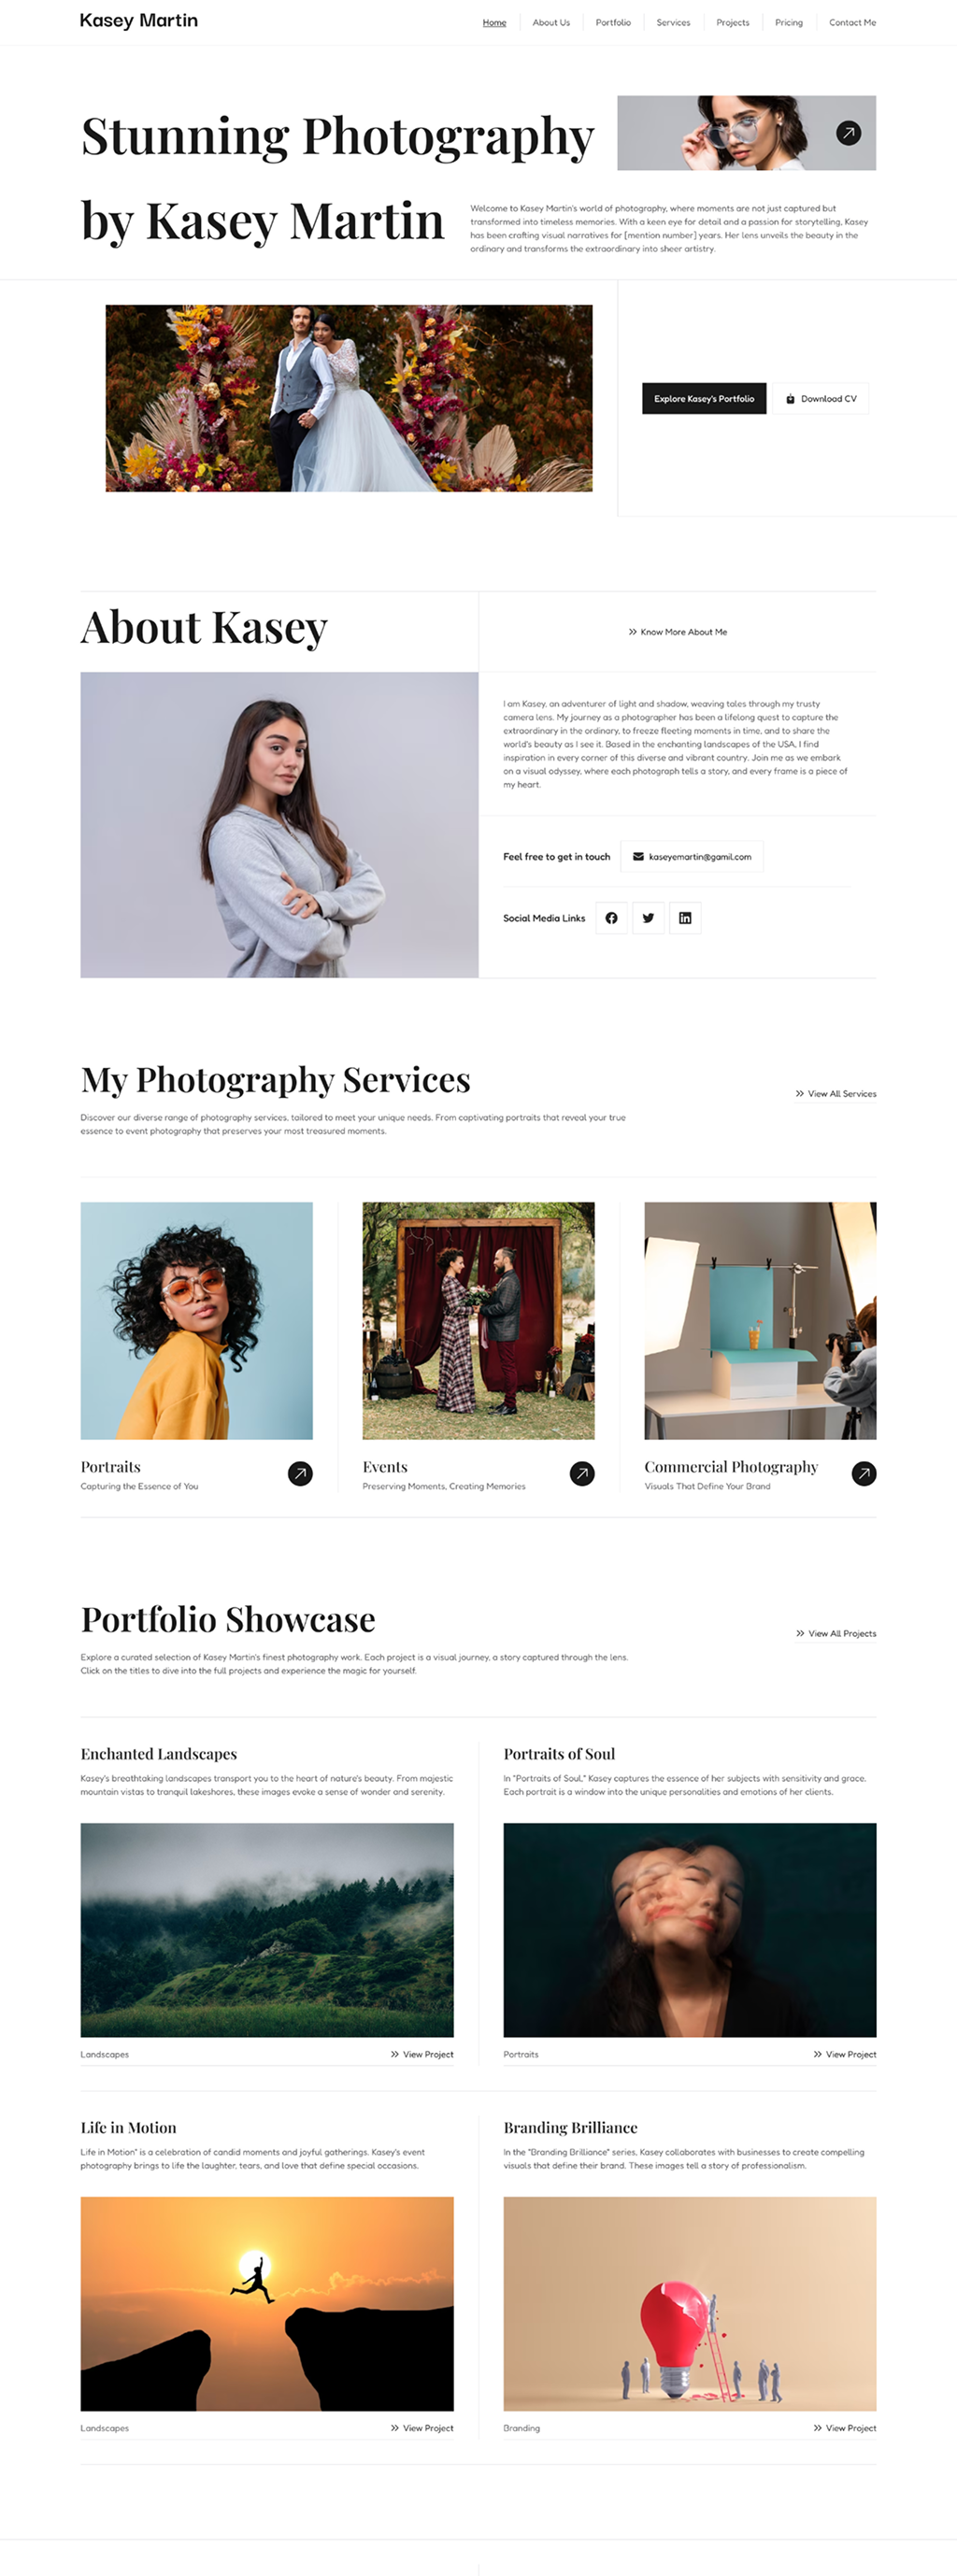 Kasey Martin
Home
About Us
Portfolio
Services
Projects
Pricing
Contact Me
Stunning Photography
by Kasey Martin
Welcome to Kasey Martin's world of photography, where moments are not just captured but
transformed into timeless memories. With a keen eye for detail and a passion for storytelling, Kasey
has been crafting visual narratives for [mention number] years. Her lens unveils the beauty in the
ordinary and transforms the extraordinary into sheer artistry.
Explore Kasey's Portfolio
Download CV
About Kasey
Know More About Me
I am Kasey, an adventurer of light and shadow, weaving tales through my trusty
camera lens. My journey as a photographer has been a lifelong quest to capture the
extraordinary in the ordinary, to freeze fleeting moments in time, and to share the
world's beauty as I see it. Based in the enchanting landscapes of the USA, I find
inspiration in every corner of this diverse and vibrant country. Join me as we embark
on a visual odyssey, where each photograph tells a story, and every frame is a piece of
my heart.
Feel free to get in touch
kaseyemartin@gamil.com
Social Media Links
My Photography Services
View All Services
Discover our diverse range of photography services, tailored to meet your unique needs. From captivating portraits that reveal your true
essence to event photography that preserves your most treasured moments.
Portraits
Capturing the Essence of You
Events
Preserving Moments, Creating Memories
Commercial Photography
Visuals That Define Your Brand
Portfolio Showcase
View All Projects
Explore a curated selection of Kasey Martin's finest photography work. Each project is a visual journey, a story captured through the lens.
Click on the titles to dive into the full projects and experience the magic for yourself.
Enchanted Landscapes
Kasey's breathtaking landscapes transport you to the heart of nature's beauty. From majestic
mountain vistas to tranquil lakeshores, these images evoke a sense of wonder and serenity.
Landscapes
View Project
Portraits of Soul
In "Portraits of Soul," Kasey captures the essence of her subjects with sensitivity and grace.
Each portrait is a window into the unique personalities and emotions of her clients.
Portraits
View Project
Life in Motion
Life in Motion" is a celebration of candid moments and joyful gatherings. Kasey's event
photography brings to life the laughter, tears, and love that define special occasions.
Landscapes
View Project
Branding Brilliance
In the "Branding Brilliance" series, Kasey collaborates with businesses to create compelling
visuals that define their brand. These images tell a story of professionalism.
Branding
View Project